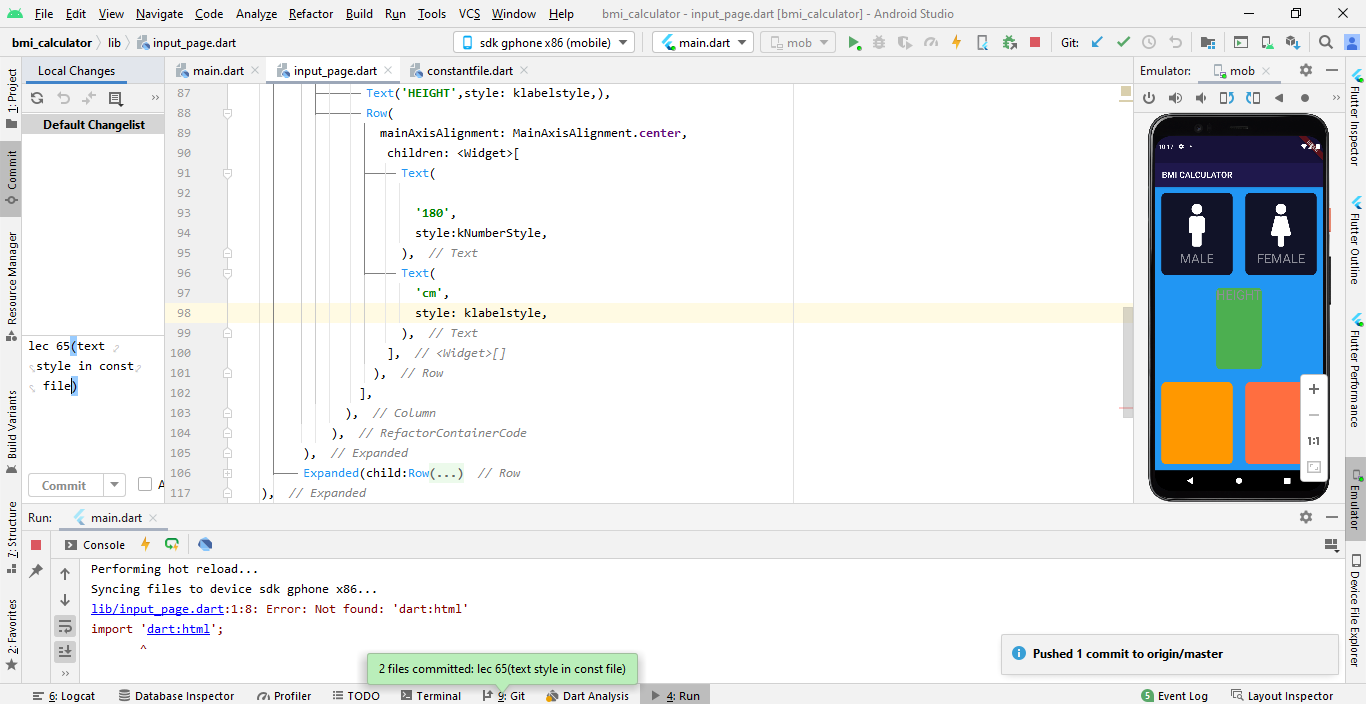 File Edit View Navigate Code Analyze Refactor Build Run Tools VCS Window Help bmi_calculator - input_page.dart [bmi_calculator] - Android Studio
bmi_calculator lib input_page.dart sdk gphone x86 (mobile) main.dart mob Git:
Local Changes main.dart input_page.dart constantfile.dart Emulator: mob
1: Project
Commit
Resource Manager
Build Variants
7: Structure
2: Favorites
Default Changelist
lec 65(text
style in const
file)
Commit A
87 Text('HEIGHT',style: klabelstyle,),
88 Row(
89 mainAxisAlignment: MainAxisAlignment.center,
90 children: <Widget>[
91 Text(
92
93 '180',
94 style:kNumberStyle,
95 ), // Text
96 Text(
97 'cm',
98 style: klabelstyle,
99 ), // Text
100 ], // <Widget>[]
101 ), // Row
102 ],
103 ), // Column
104 ), // RefactorContainerCode
105 ), // Expanded
106 Expanded(child:Row(...) // Row
117 ), // Expanded
10:17
BMI CALCULATOR
MALE FEMALE
HEIGHT
1:1
Flutter Inspector
Flutter Outline
Flutter Performance
Emulator
Device File Explorer
Run: main.dart
Console
Performing hot reload...
Syncing files to device sdk gphone x86...
lib/input_page.dart:1:8: Error: Not found: 'dart:html'
import 'dart:html';
^
2 files committed: lec 65(text style in const file)
Pushed 1 commit to origin/master
6: Logcat Database Inspector Profiler TODO Terminal 9: Git Dart Analysis 4: Run 5 Event Log Layout Inspector